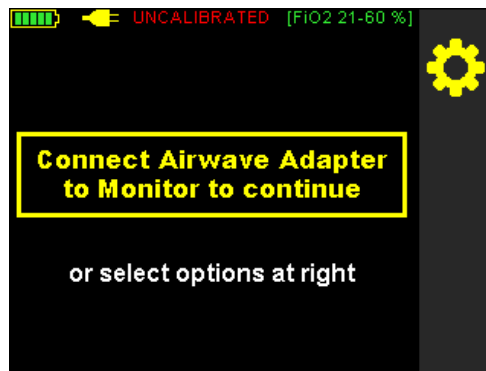 UNCALIBRATED [FiO2 21-60 %]
Connect Airwave Adapter
to Monitor to continue
or select options at right